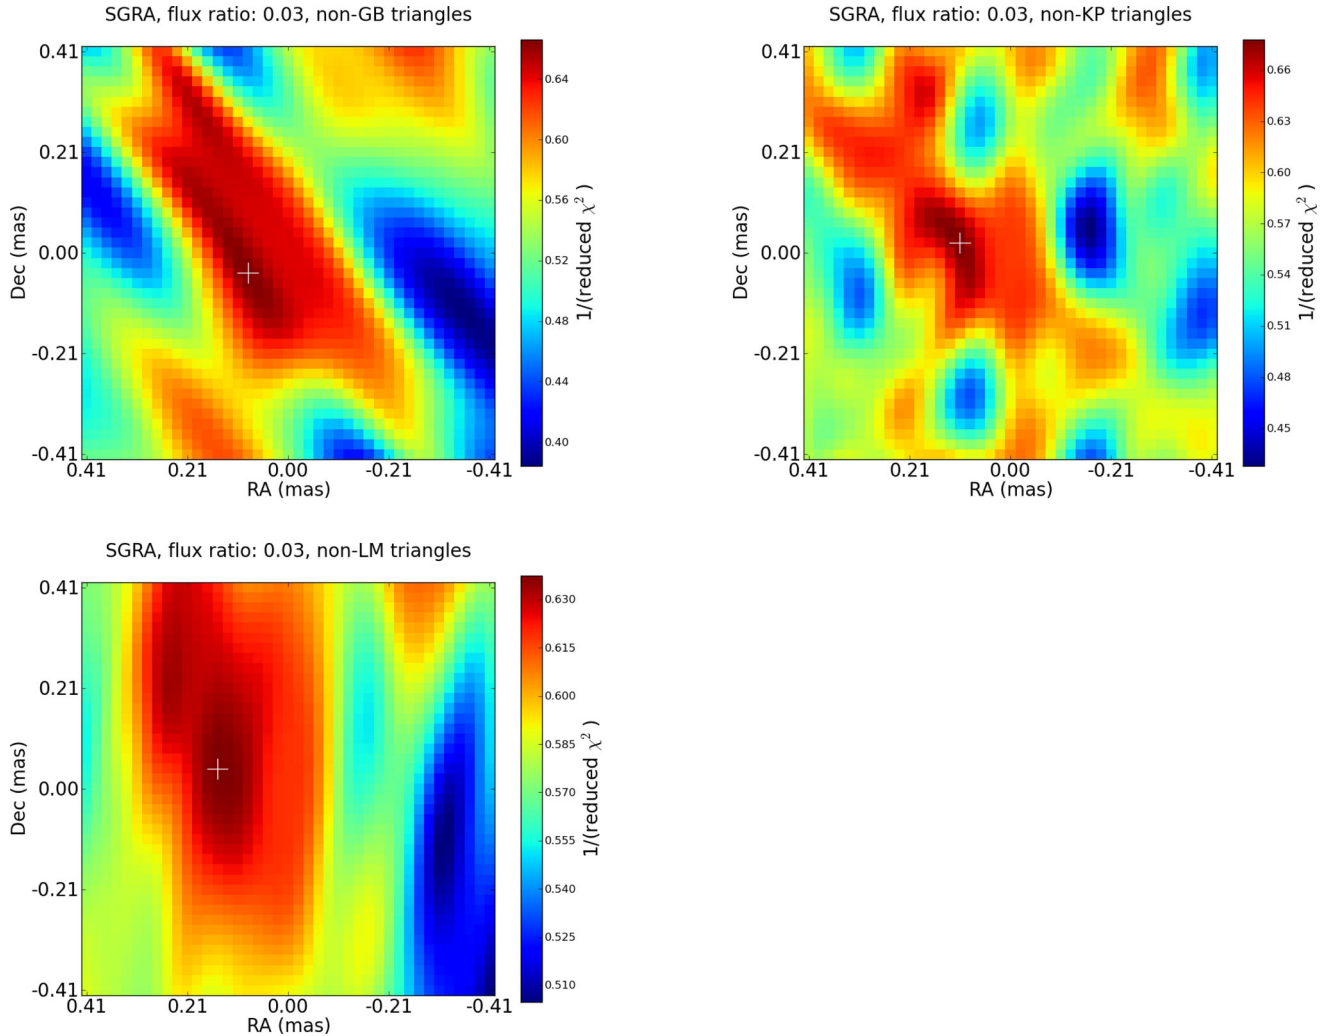 SGRA, flux ratio: 0.03, non-GB triangles
0.41
0.21
0.00
-0.21
-0.41
Dec (mas)
0.41 0.21 0.00 -0.21 -0.41
RA (mas)
0.64
0.60
0.56
0.52
0.48
0.44
0.40
1/(reduced χ²)
SGRA, flux ratio: 0.03, non-KP triangles
0.41
0.21
0.00
-0.21
-0.41
Dec (mas)
0.41 0.21 0.00 -0.21 -0.41
RA (mas)
0.66
0.63
0.60
0.57
0.54
0.51
0.48
0.45
1/(reduced χ²)
SGRA, flux ratio: 0.03, non-LM triangles
0.41
0.21
0.00
-0.21
-0.41
Dec (mas)
0.41 0.21 0.00 -0.21 -0.41
RA (mas)
0.630
0.615
0.600
0.585
0.570
0.555
0.540
0.525
0.510
1/(reduced χ²)